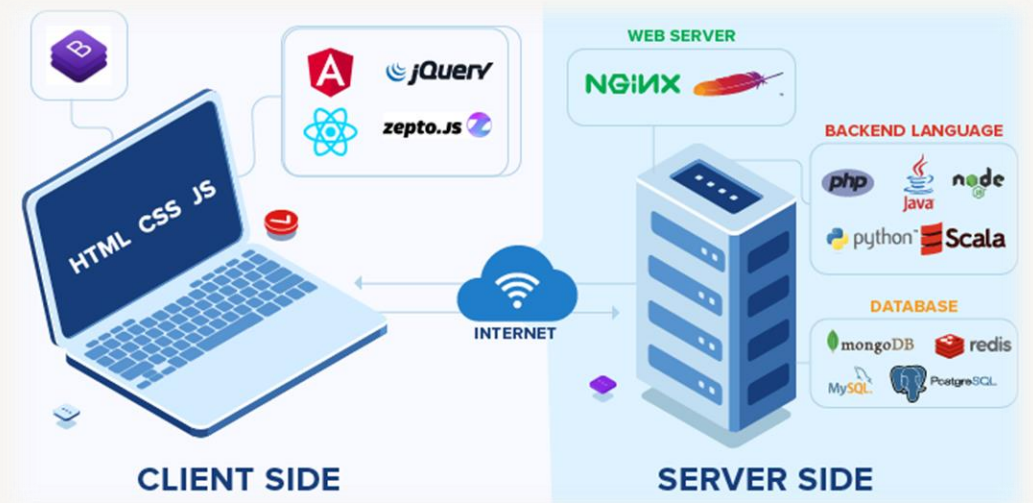 B
A
jQuery
zepto.js
HTML CSS JS
INTERNET
CLIENT SIDE
WEB SERVER
NGiNX
BACKEND LANGUAGE
php
Java
node
JS
python
Scala
DATABASE
mongoDB
redis
MySQL
PostgreSQL
SERVER SIDE